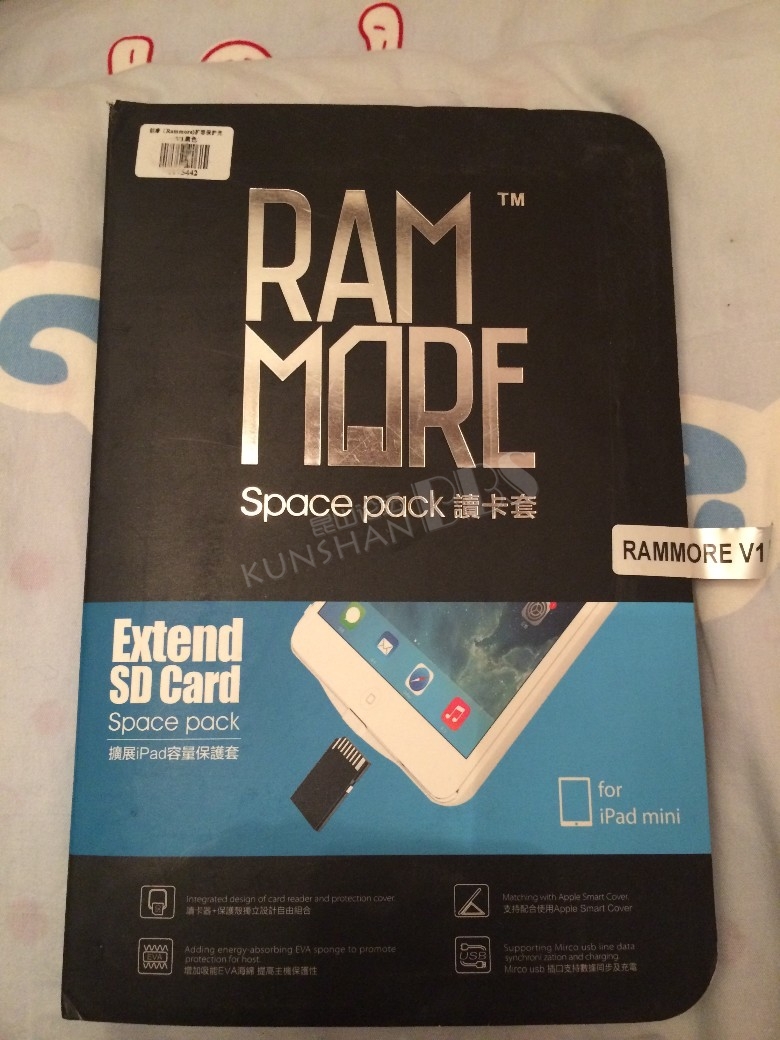 RAM
MORE
TM
Space pack 讀卡套
KUNSHAN BBS
RAMMORE V1
Extend
SD Card
Space pack
擴展iPad容量保護套
for
iPad mini
Integrated design of card reader and protection cover.
讀卡器+保護殼獨立設計自由組合
Matching with Apple Smart Cover.
支持配合使用Apple Smart Cover
EVA
Adding energy-absorbing EVA sponge to promote
protection for host.
增加吸能EVA海綿 提高主機保護性
USB
Supporting Mirco usb line data
synchroni zation and charging.
Mirco usb 插口支持數據同步及充電